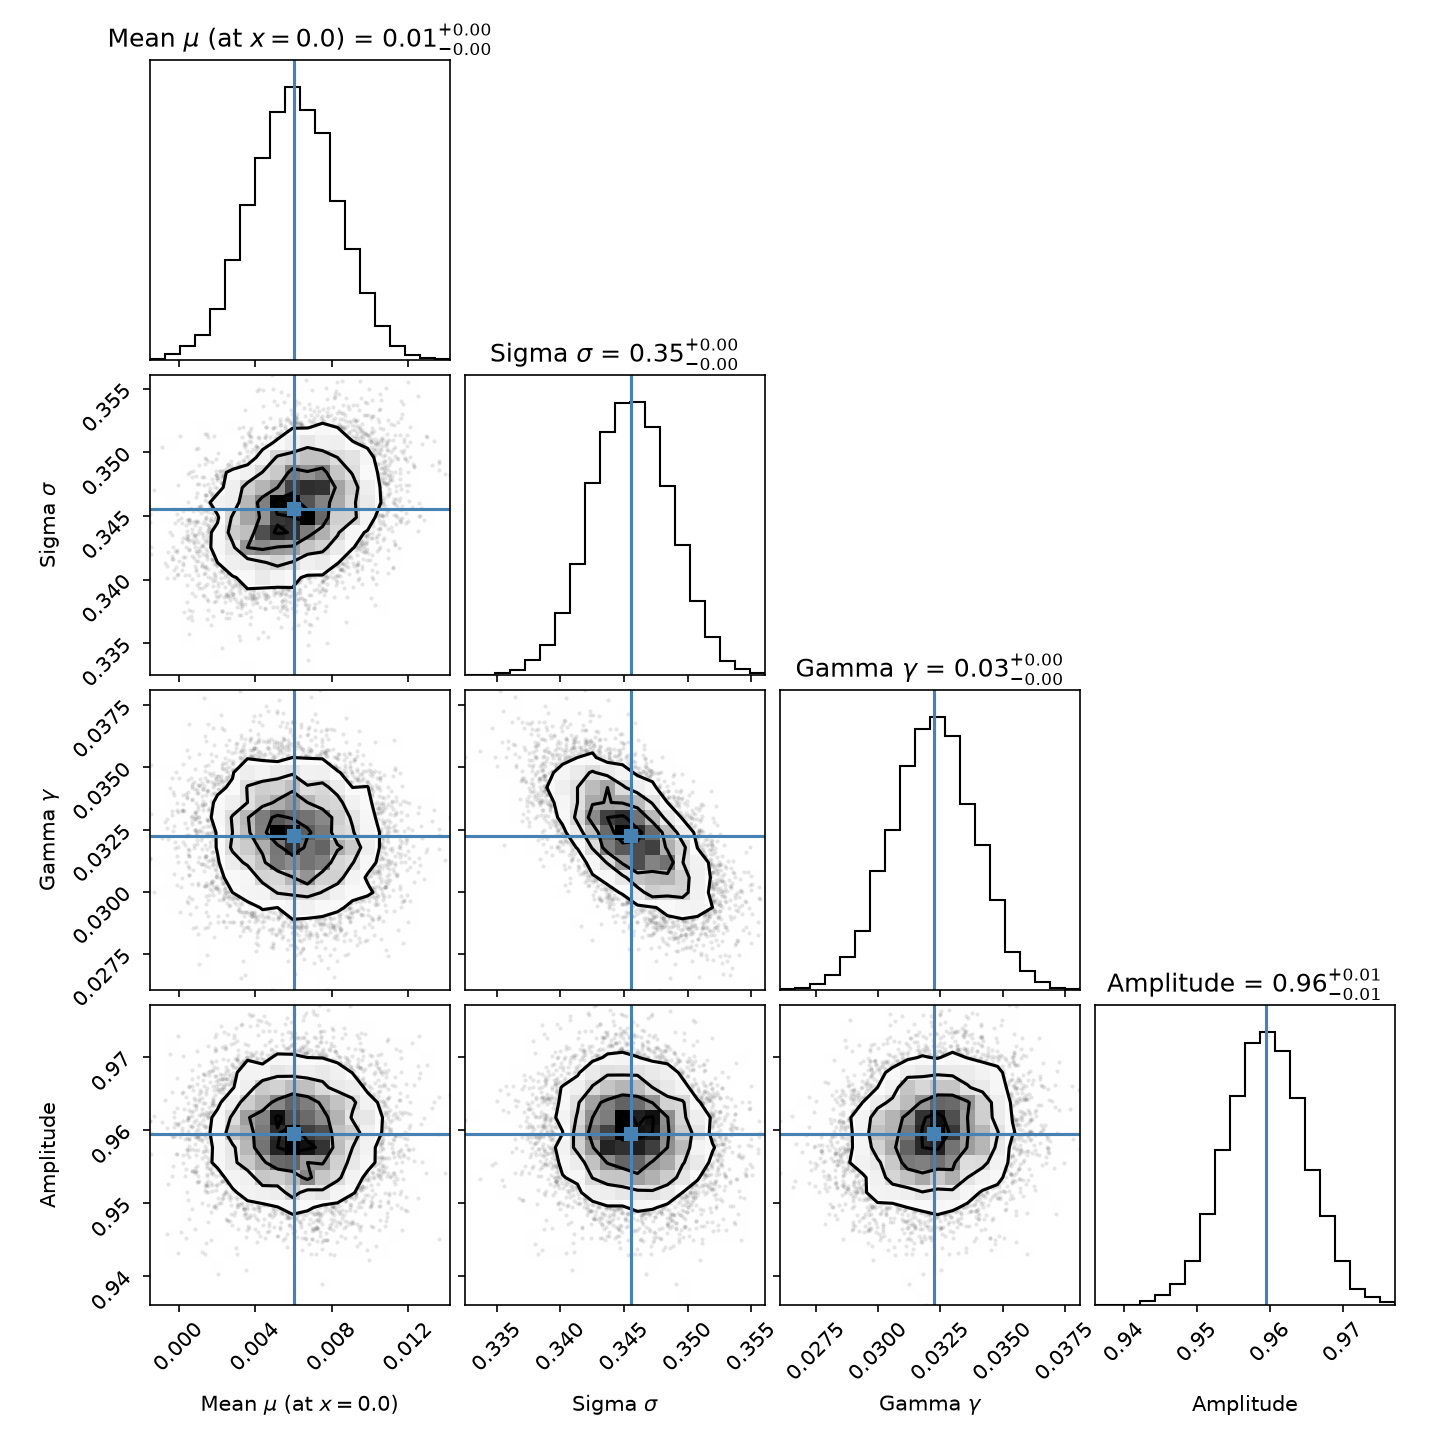 Mean μ (at x = 0.0) = 0.01+0.00−0.00
Sigma σ = 0.35+0.00−0.00
0.355
0.350
0.345
0.340
0.335
Sigma σ
Gamma γ = 0.03+0.00−0.00
0.0375
0.0350
0.0325
0.0300
0.0275
Gamma γ
Amplitude = 0.96+0.01−0.01
0.97
0.96
0.95
0.94
Amplitude
0.000 0.004 0.008 0.012
Mean μ (at x = 0.0)
0.335 0.340 0.345 0.350 0.355
Sigma σ
0.0275 0.0300 0.0325 0.0350 0.0375
Gamma γ
0.94 0.95 0.96 0.97
Amplitude